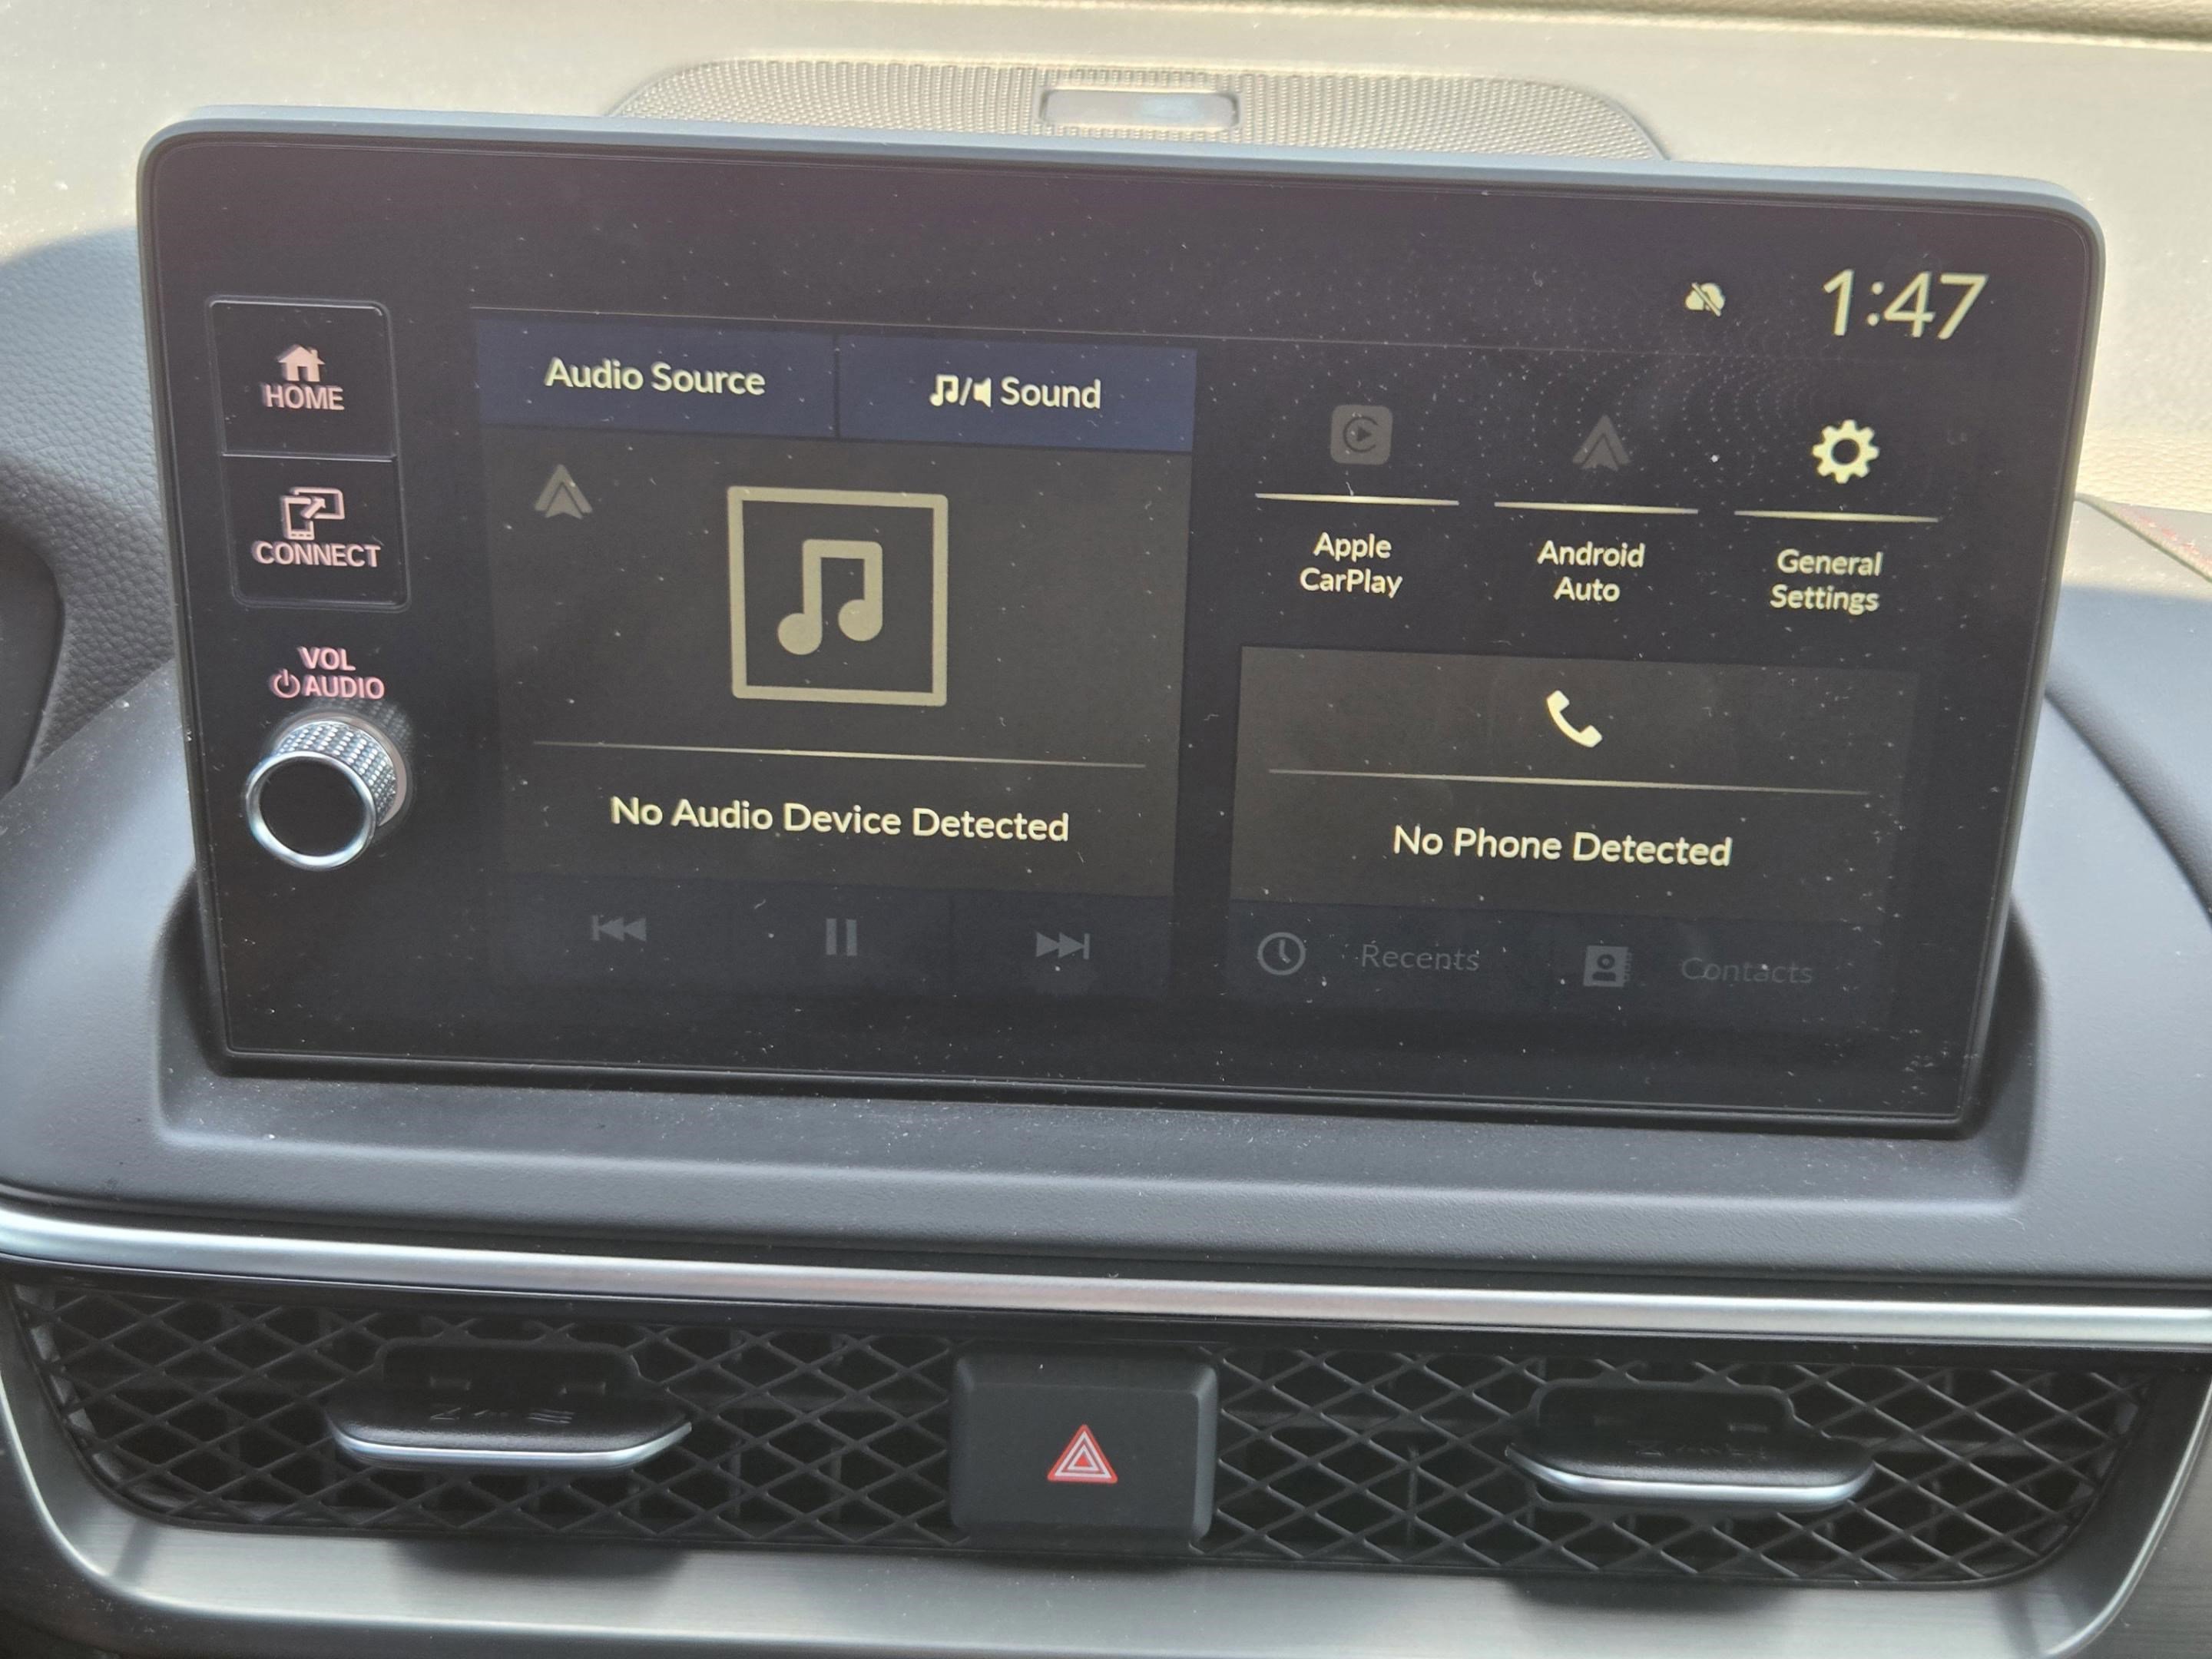 1:47
HOME
CONNECT
VOL
AUDIO
Audio Source
Sound
No Audio Device Detected
Apple
CarPlay
Android
Auto
General
Settings
No Phone Detected
Recents
Contacts